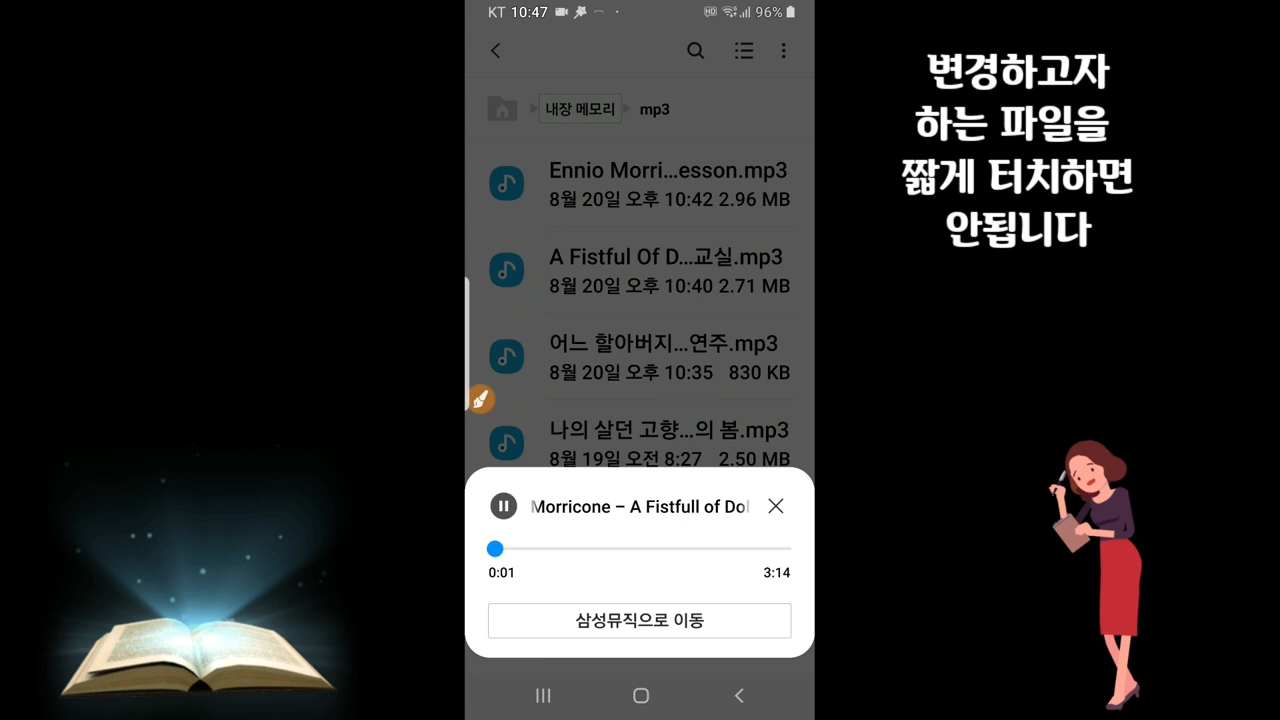 KT 10:47
96%
내장 메모리
mp3
Ennio Morri...esson.mp3
8월 20일 오후 10:42 2.96 MB
A Fistful Of D...교실.mp3
8월 20일 오후 10:40 2.71 MB
어느 할아버지...연주.mp3
8월 20일 오후 10:35 830 KB
나의 살던 고향...의 봄.mp3
8월 19일 오전 8:27 2.50 MB
Morricone – A Fistfull of Dol
0:01
3:14
삼성뮤직으로 이동
변경하고자
하는 파일을
짧게 터치하면
안됩니다